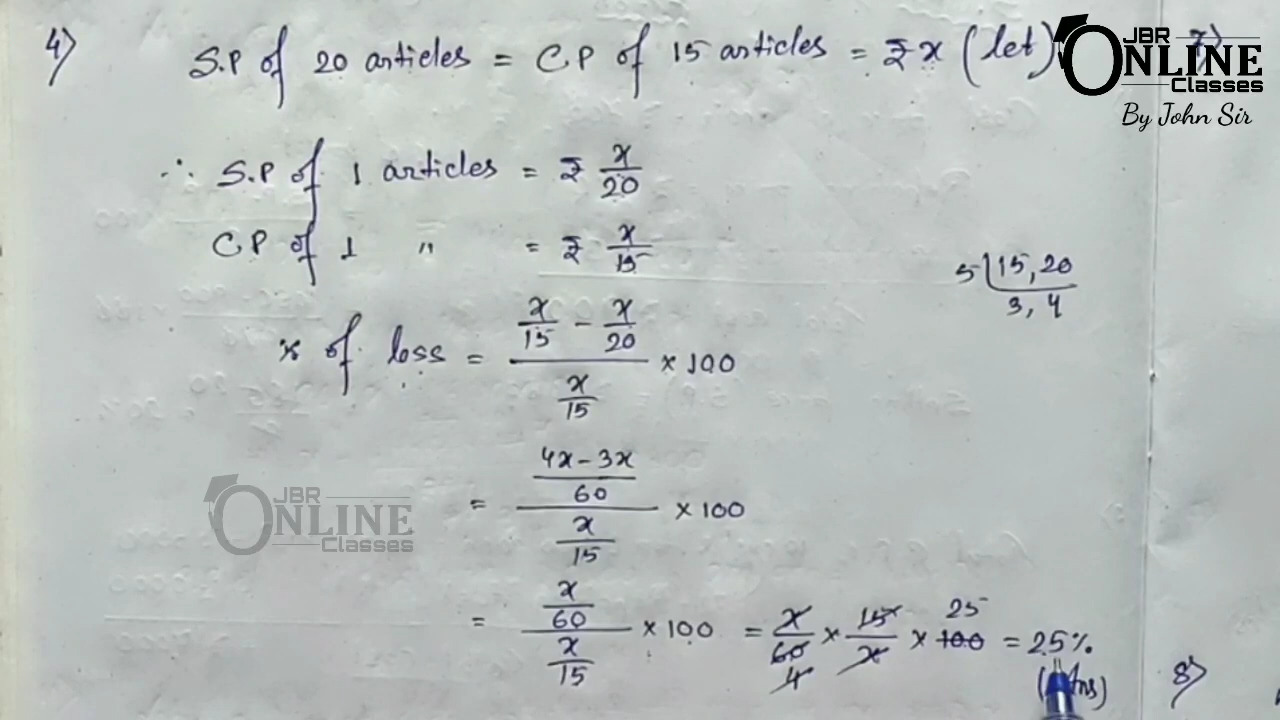 4) S.P of 20 articles = C P of 15 articles = ₹ x (let)
7)
JBR
ONLINE
Classes
By John Sir
∴ S.P of 1 articles = ₹ x/20
C P of 1 " = ₹ x/15
5 | 15, 20
3, 4
% of loss = (x/15 - x/20)/(x/15) × 100
= ((4x - 3x)/60)/(x/15) × 100
JBR
ONLINE
Classes
= (x/60)/(x/15) × 100 = x/60 × 15/x × 100 = 25%
4
25
(Ans)
8)